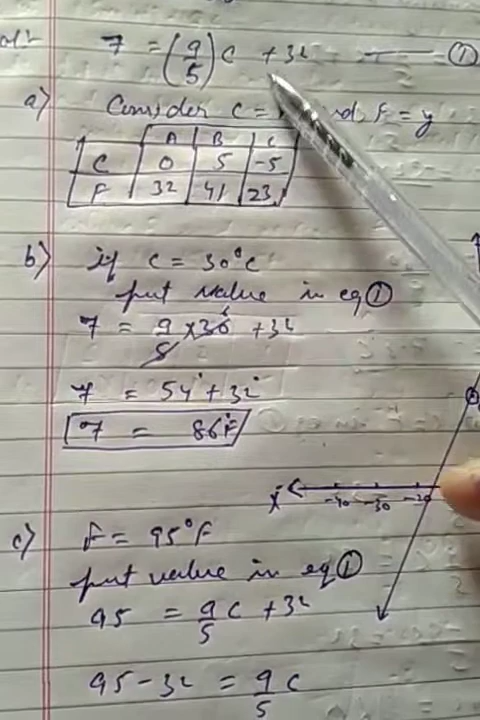 7 = (9/5) C + 32 ——— ①
a) Consider C = and F = y
A B C
C 0 5 -5
F 32 41 23
b) if C = 30°C
put value in eq ①
7 = 9/5 × 30 + 32
6
7 = 54° + 32°
7 = 86°F
x' -40 -30 -20
c) F = 95°F
put value in eq ①
95 = 9/5 C + 32
95 - 32 = 9/5 C